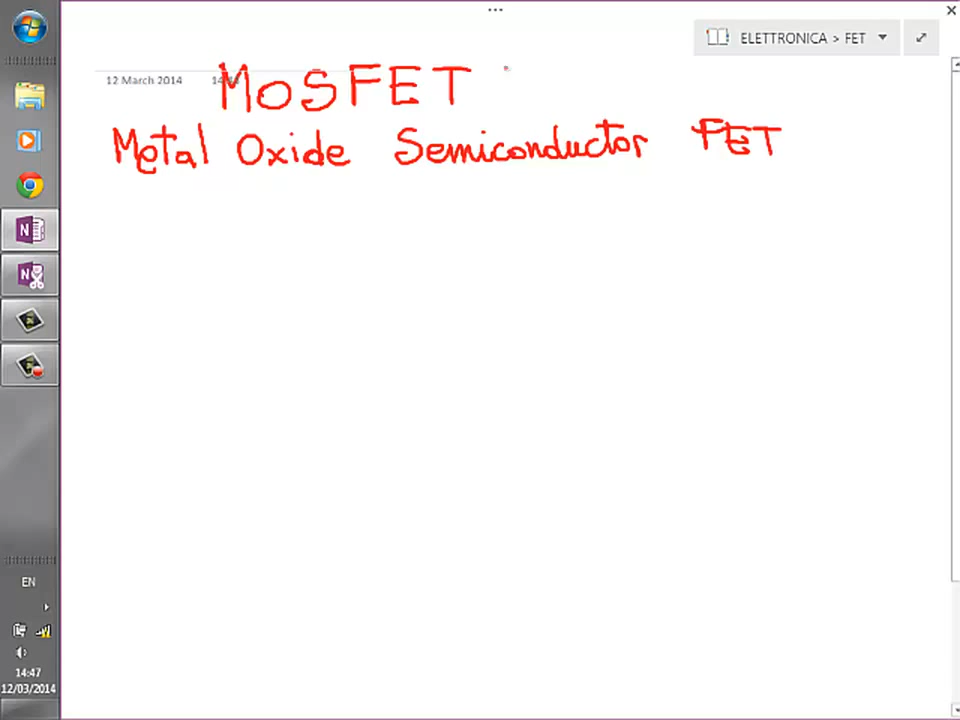 ELETTRONICA > FET
12 March 2014
MOSFET
Metal Oxide Semiconductor FET
EN
14:47
12/03/2014